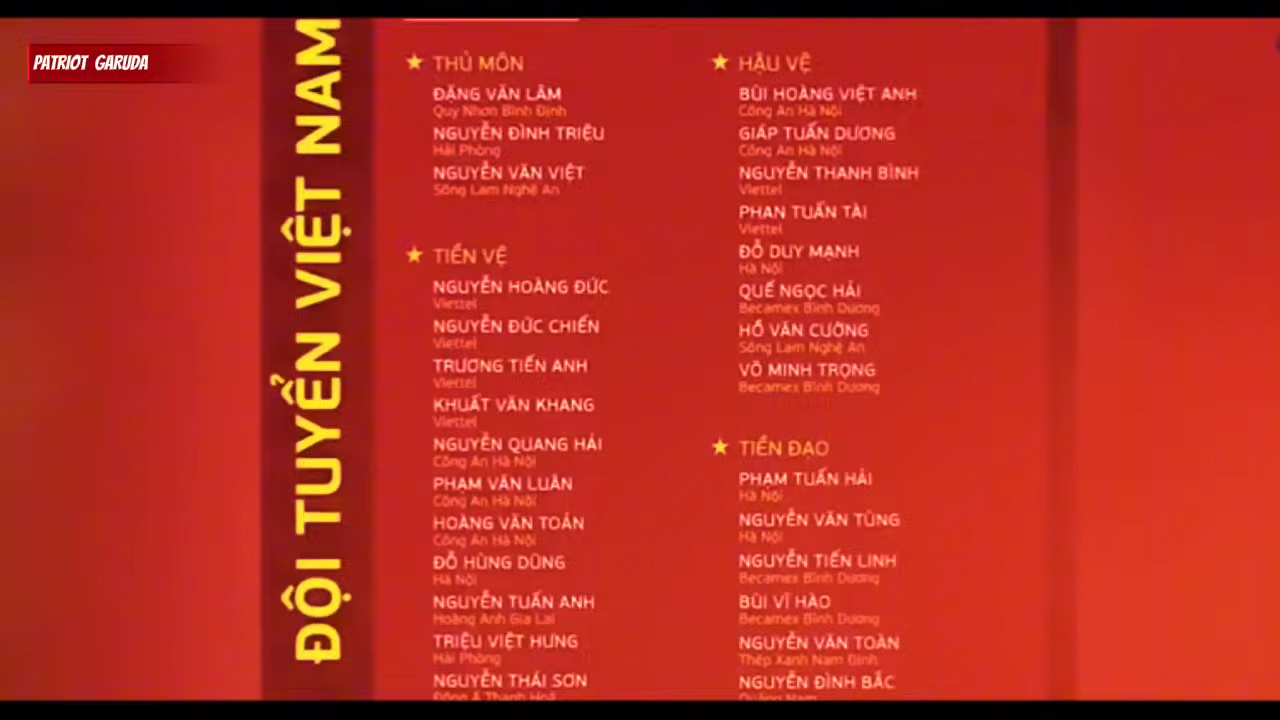 PATRIOT GARUDA
ĐỘI TUYỂN VIỆT NAM
★ THỦ MÔN
ĐẶNG VĂN LÂM
Quy Nhơn Bình Định
NGUYỄN ĐÌNH TRIỆU
Hải Phòng
NGUYỄN VĂN VIỆT
Sông Lam Nghệ An
★ TIỀN VỆ
NGUYỄN HOÀNG ĐỨC
Viettel
NGUYỄN ĐỨC CHIẾN
Viettel
TRƯƠNG TIẾN ANH
Viettel
KHUẤT VĂN KHANG
Viettel
NGUYỄN QUANG HẢI
Công An Hà Nội
PHẠM VĂN LUÂN
Công An Hà Nội
HOÀNG VĂN TOẢN
Công An Hà Nội
ĐỖ HÙNG DŨNG
Hà Nội
NGUYỄN TUẤN ANH
Hoàng Anh Gia Lai
TRIỆU VIỆT HƯNG
Hải Phòng
NGUYỄN THÁI SƠN
Đông Á Thanh Hoá
★ HẬU VỆ
BÙI HOÀNG VIỆT ANH
Công An Hà Nội
GIÁP TUẤN DƯƠNG
Công An Hà Nội
NGUYỄN THANH BÌNH
Viettel
PHAN TUẤN TÀI
Viettel
ĐỖ DUY MẠNH
Hà Nội
QUẾ NGỌC HẢI
Becamex Bình Dương
HỒ VĂN CƯỜNG
Sông Lam Nghệ An
VÕ MINH TRỌNG
Becamex Bình Dương
★ TIỀN ĐẠO
PHẠM TUẤN HẢI
Hà Nội
NGUYỄN VĂN TÙNG
Hà Nội
NGUYỄN TIẾN LINH
Becamex Bình Dương
BÙI VĨ HÀO
Becamex Bình Dương
NGUYỄN VĂN TOÀN
Thép Xanh Nam Định
NGUYỄN ĐÌNH BẮC
Quảng Nam